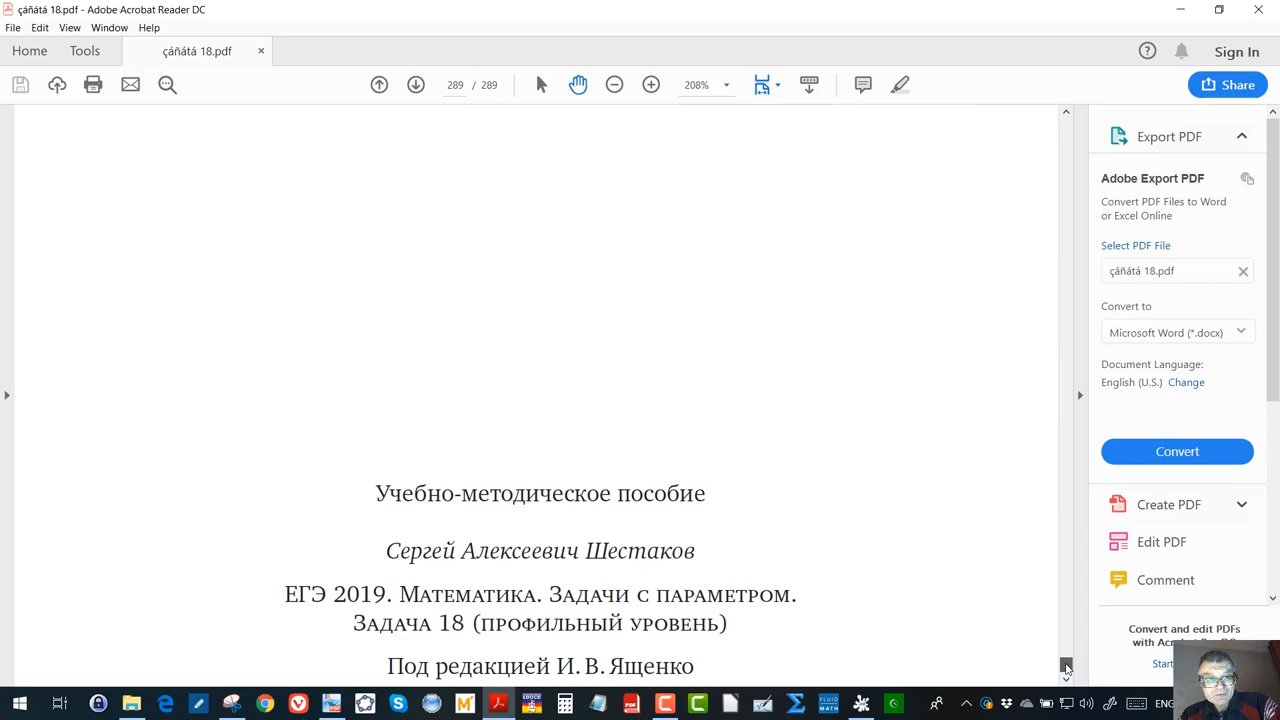 çáñátá 18.pdf - Adobe Acrobat Reader DC
File Edit View Window Help
Home Tools çáñátá 18.pdf × Sign In
289 / 289 208% Share
Export PDF
Adobe Export PDF
Convert PDF Files to Word
or Excel Online
Select PDF File
çáñátá 18.pdf
Convert to
Microsoft Word (*.docx)
Document Language:
English (U.S.) Change
Convert
Create PDF
Edit PDF
Comment
Convert and edit PDFs
Учебно-методическое пособие
Сергей Алексеевич Шестаков
ЕГЭ 2019. Математика. Задачи с параметром.
Задача 18 (профильный уровень)
Под редакцией И. В. Ященко